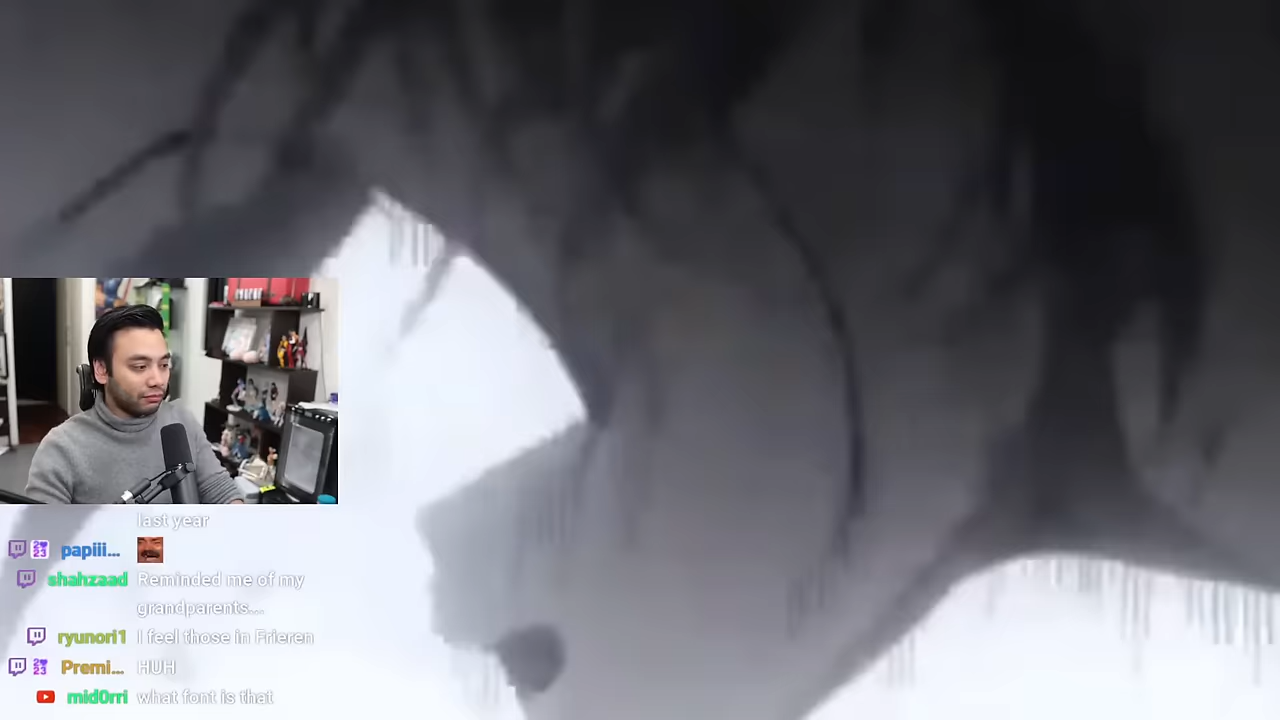 last year
papiii...
shahzaad Reminded me of my
grandparents...
ryunori1 I feel those in Frieren
Premi... HUH
mid0rri what font is that